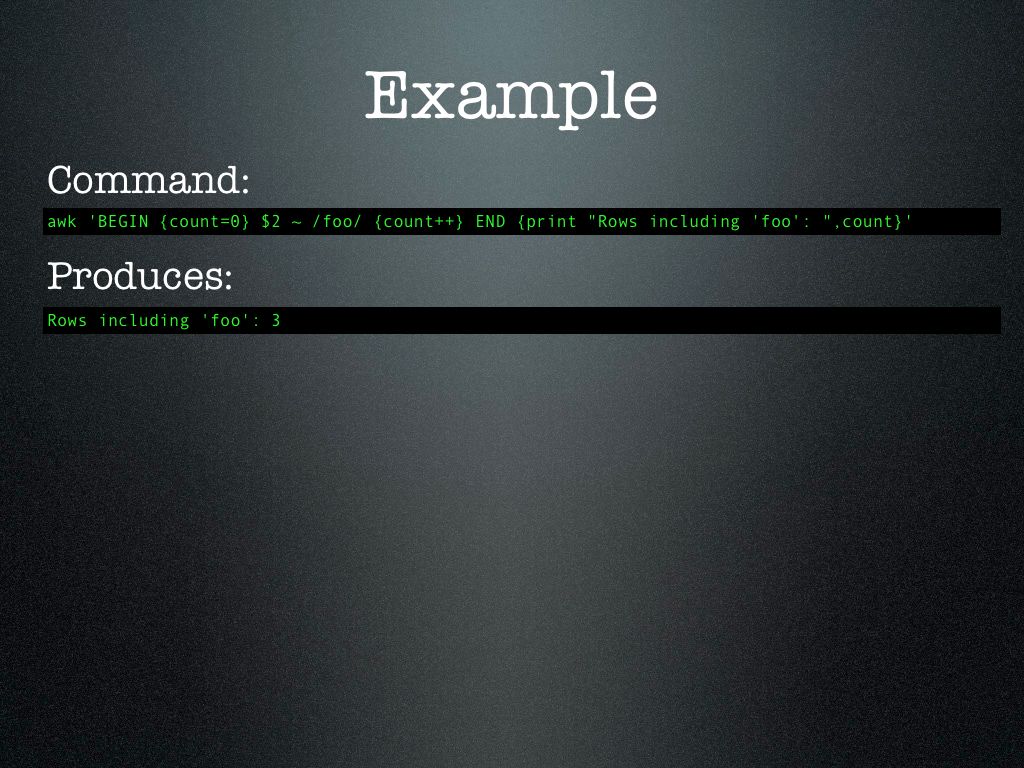 Example
Command:
awk 'BEGIN {count=0} $2 ~ /foo/ {count++} END {print "Rows including 'foo': ",count}'
Produces:
Rows including 'foo': 3